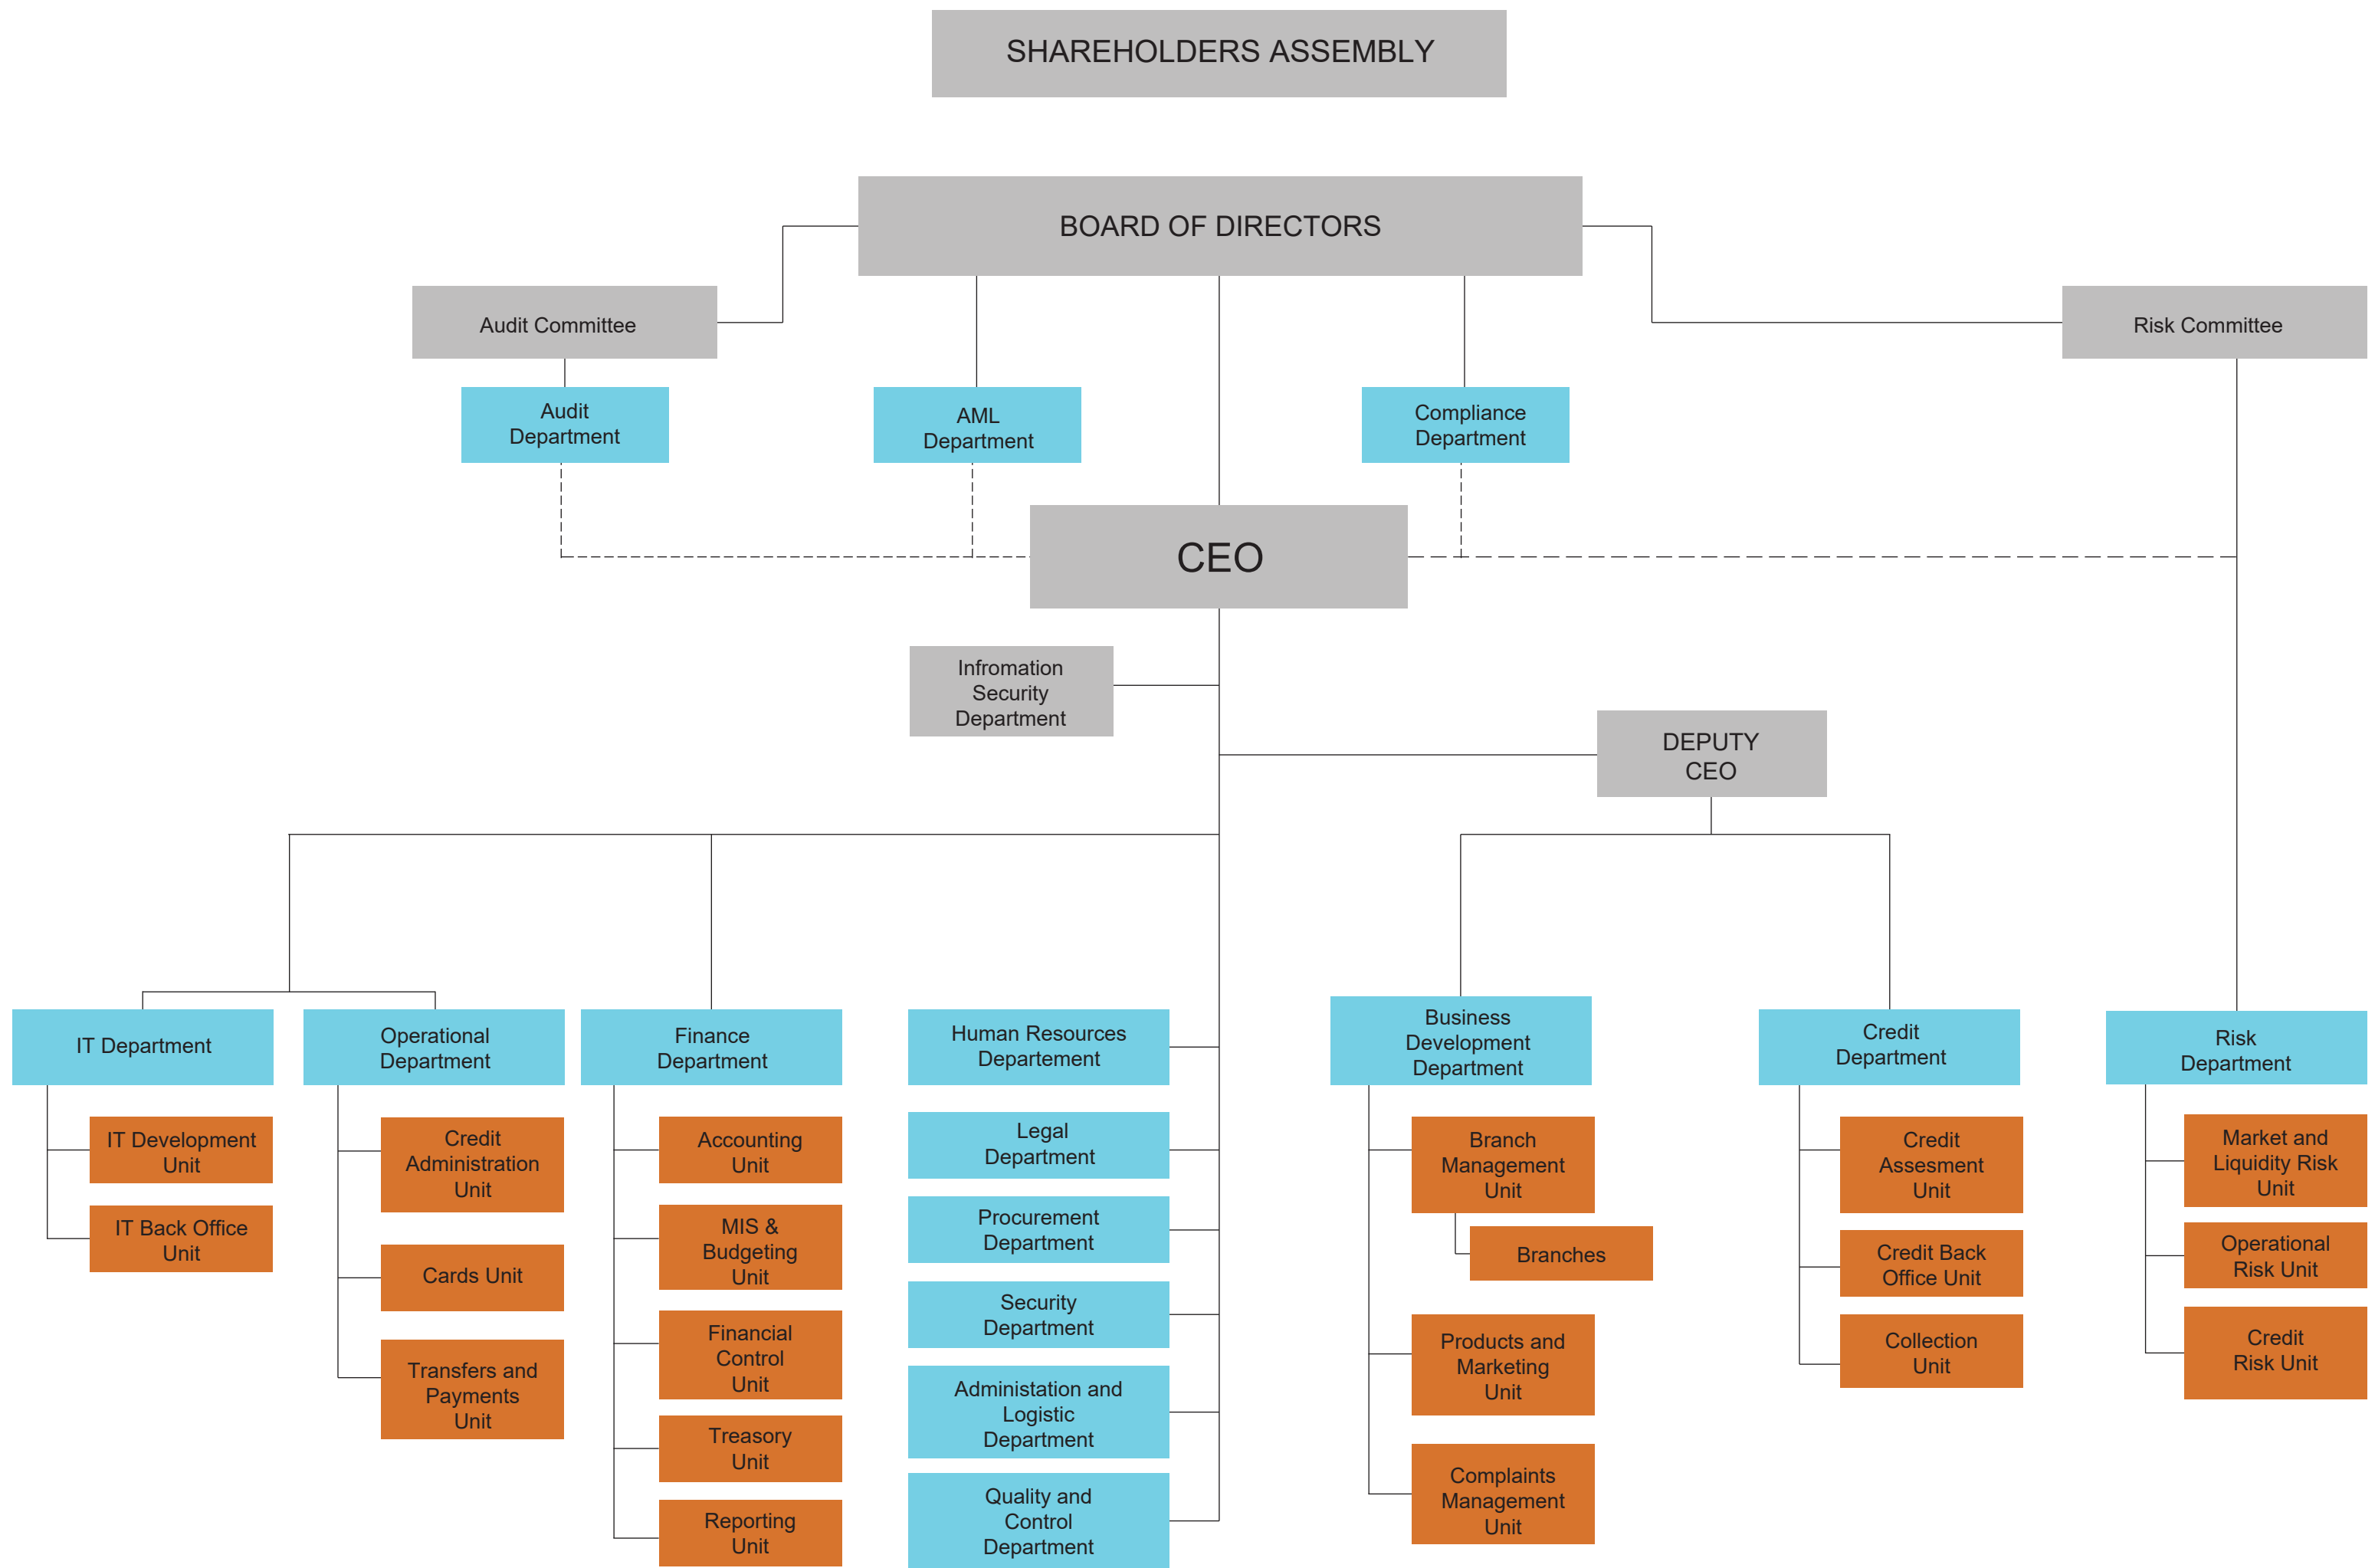 SHAREHOLDERS ASSEMBLY
BOARD OF DIRECTORS
Audit Committee
Risk Committee
Audit
Department
AML
Department
Compliance
Department
CEO
Infromation
Security
Department
DEPUTY
CEO
IT Department
IT Development
Unit
IT Back Office
Unit
Operational
Department
Credit
Administration
Unit
Cards Unit
Transfers and
Payments
Unit
Finance
Department
Accounting
Unit
MIS &
Budgeting
Unit
Financial
Control
Unit
Treasury
Unit
Reporting
Unit
Human Resources
Departement
Legal
Department
Procurement
Department
Security
Department
Administation and
Logistic
Department
Quality and
Control
Department
Business
Development
Department
Branch
Management
Unit
Branches
Products and
Marketing
Unit
Complaints
Management
Unit
Credit
Department
Credit
Assesment
Unit
Credit Back
Office Unit
Collection
Unit
Risk
Department
Market and
Liquidity Risk
Unit
Operational
Risk Unit
Credit
Risk Unit